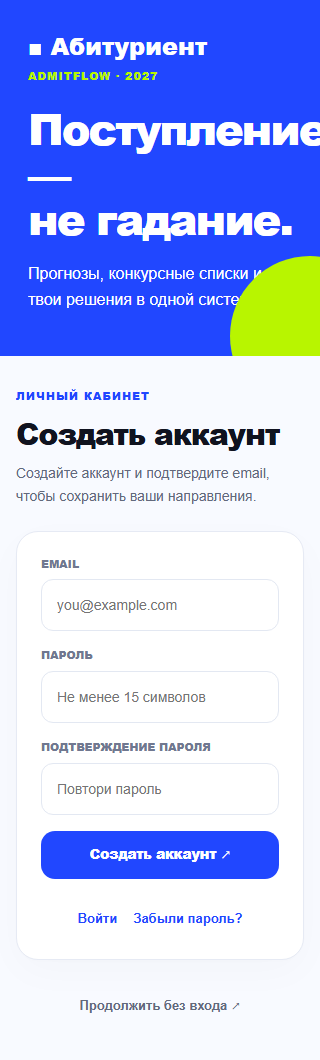 Абитуриент
ADMITFLOW · 2027
Поступление
—
не гадание.
Прогнозы, конкурсные списки и
твои решения в одной систе
ЛИЧНЫЙ КАБИНЕТ
Создать аккаунт
Создайте аккаунт и подтвердите email,
чтобы сохранить ваши направления.
EMAIL
you@example.com
ПАРОЛЬ
Не менее 15 символов
ПОДТВЕРЖДЕНИЕ ПАРОЛЯ
Повтори пароль
Создать аккаунт ↗
Войти Забыли пароль?
Продолжить без входа ↗